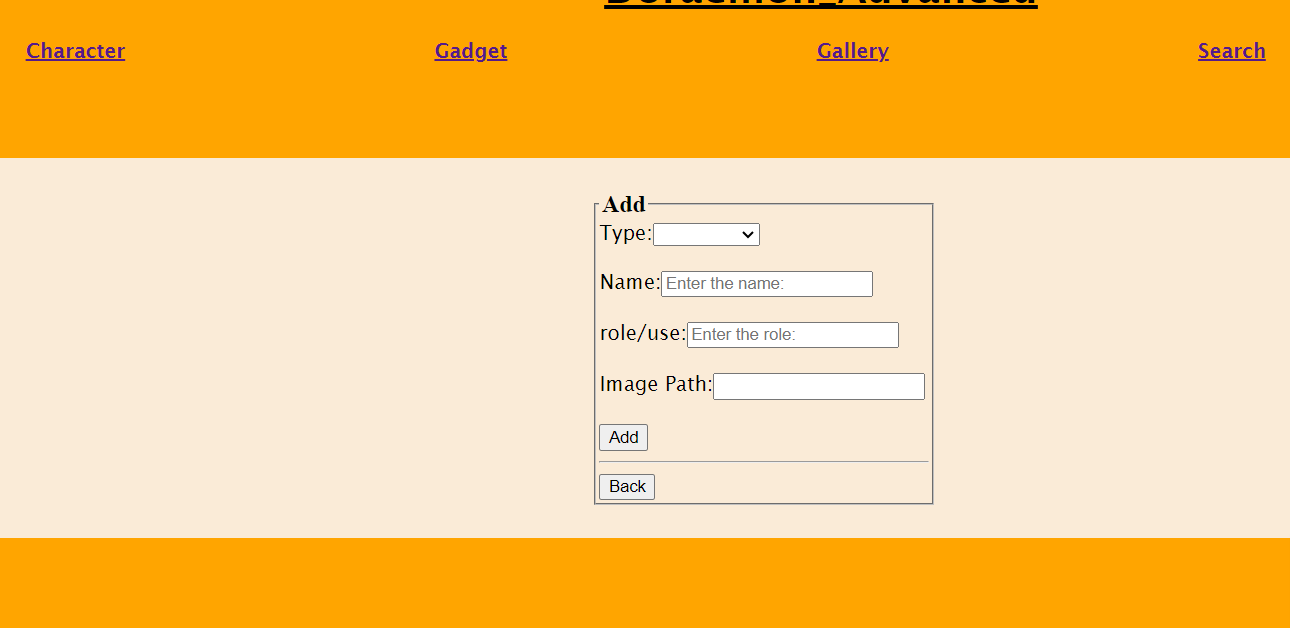 Doraemon_Advanced
Character Gadget Gallery Search
Add
Type:
Name: Enter the name:
role/use: Enter the role:
Image Path:
Add
Back